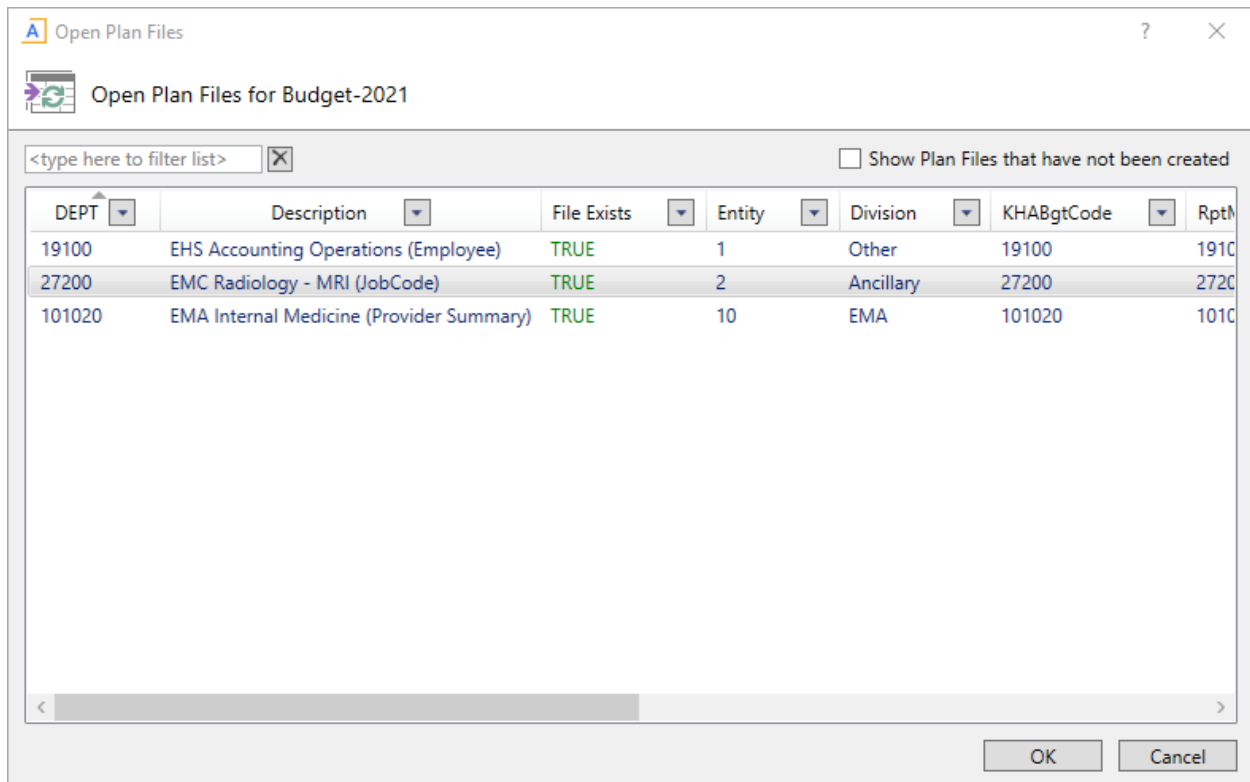 A Open Plan Files ?
Open Plan Files for Budget-2021
<type here to filter list> Show Plan Files that have not been created
DEPT Description File Exists Entity Division KHABgtCode
19100 EHS Accounting Operations (Employee) TRUE 1 Other 19100 1910
27200 EMC Radiology - MRI (JobCode) TRUE 2 Ancillary 27200 2720
101020 EMA Internal Medicine (Provider Summary) TRUE 10 EMA 101020 1010
OK Cancel